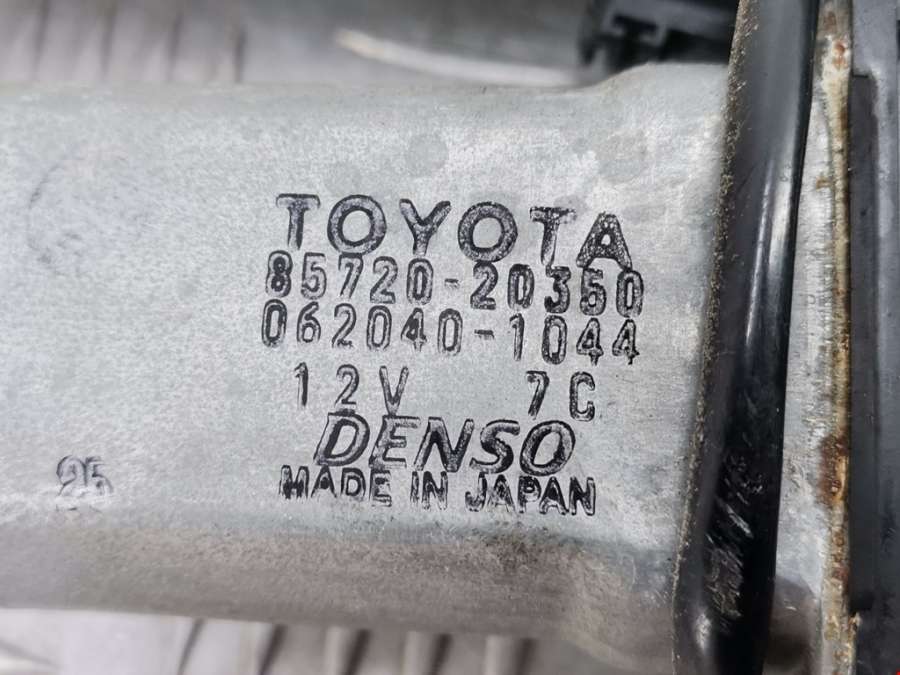 TOYOTA
85720-20350
062040-1044
12V 7C
DENSO
MADE IN JAPAN
25